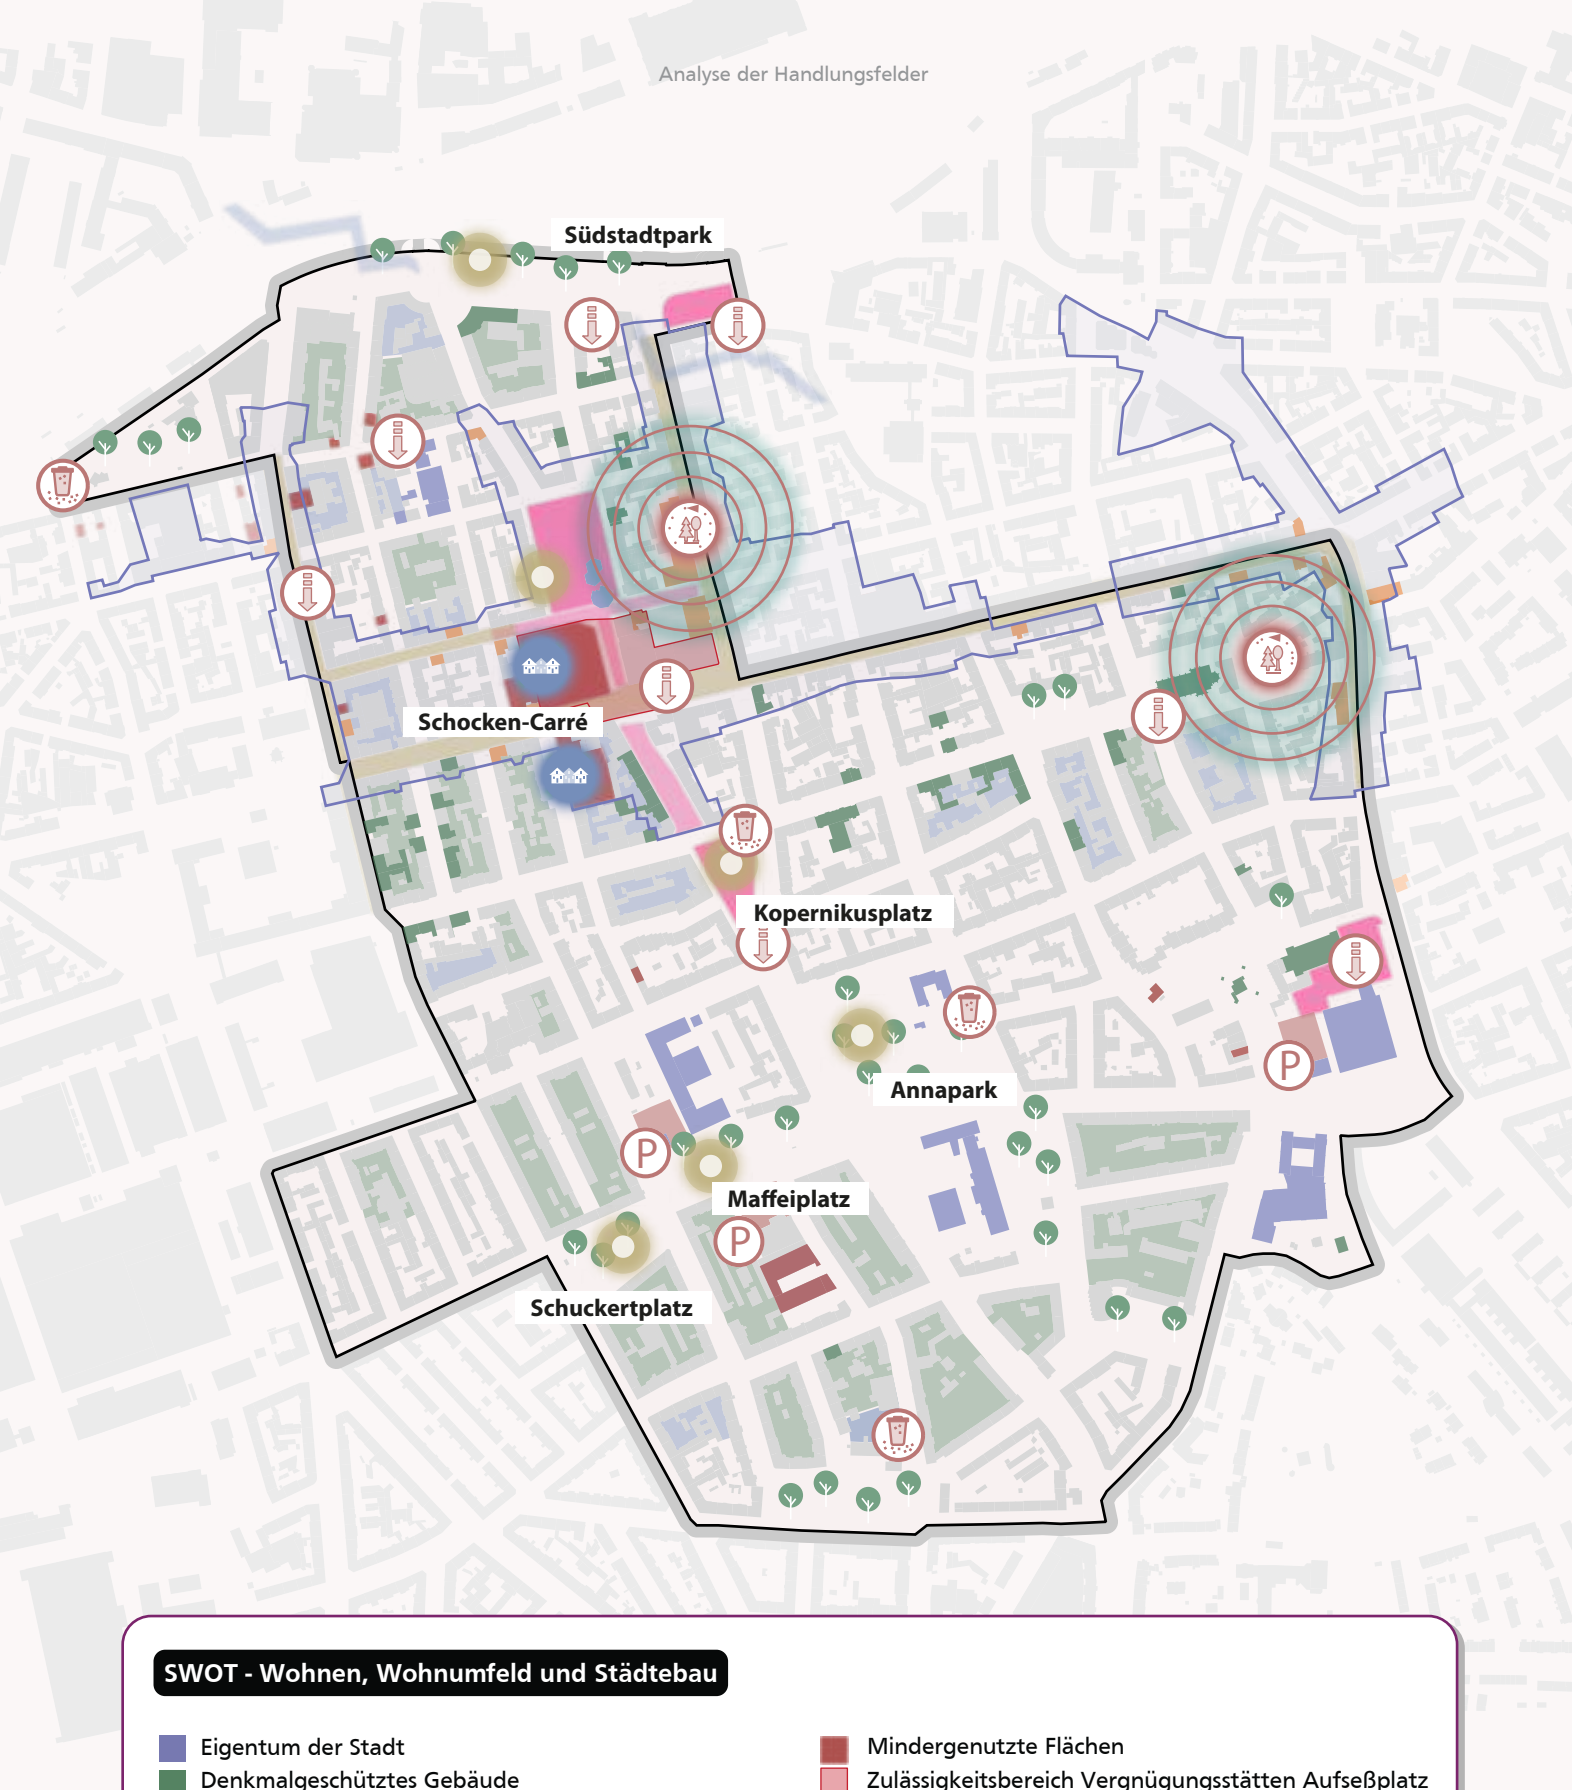 Analyse der Handlungsfelder
Südstadtpark
Schocken-Carré
Kopernikusplatz
Annapark
P
P
Maffeiplatz
P
Schuckertplatz
SWOT - Wohnen, Wohnumfeld und Städtebau
Eigentum der Stadt
Denkmalgeschütztes Gebäude
Mindergenutzte Flächen
Zulässigkeitsbereich Vergnügungsstätten Aufseßplatz